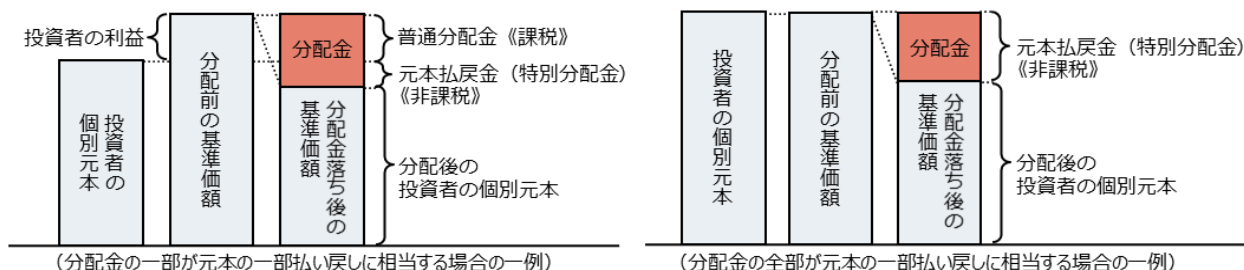 投資者の利益
投資者の
個別元本
分配前の基準価額
分配金
分配金落ち後の
基準価額
普通分配金《課税》
元本払戻金（特別分配金）
《非課税》
分配後の
投資者の個別元本
（分配金の一部が元本の一部払い戻しに相当する場合の一例）
投資者の個別元本
分配前の基準価額
分配金
分配金落ち後の
基準価額
元本払戻金（特別分配金）
《非課税》
分配後の
投資者の個別元本
（分配金の全部が元本の一部払い戻しに相当する場合の一例）